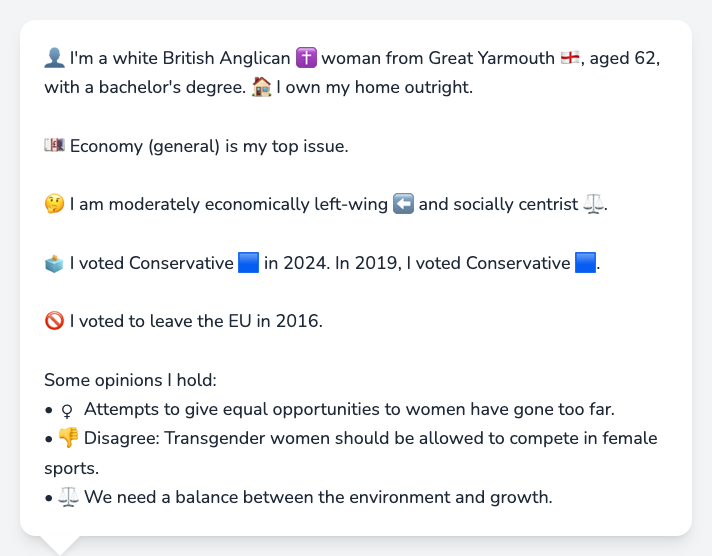 👤 I'm a white British Anglican ✝️ woman from Great Yarmouth 🏴󠁧󠁢󠁥󠁮󠁧󠁿, aged 62,
with a bachelor's degree. 🏠 I own my home outright.
💷 Economy (general) is my top issue.
🤔 I am moderately economically left-wing ⬅️ and socially centrist ⚖️.
🗳️ I voted Conservative 🟦 in 2024. In 2019, I voted Conservative 🟦.
🚫 I voted to leave the EU in 2016.
Some opinions I hold:
• ♀ Attempts to give equal opportunities to women have gone too far.
• 👎 Disagree: Transgender women should be allowed to compete in female
sports.
• ⚖️ We need a balance between the environment and growth.